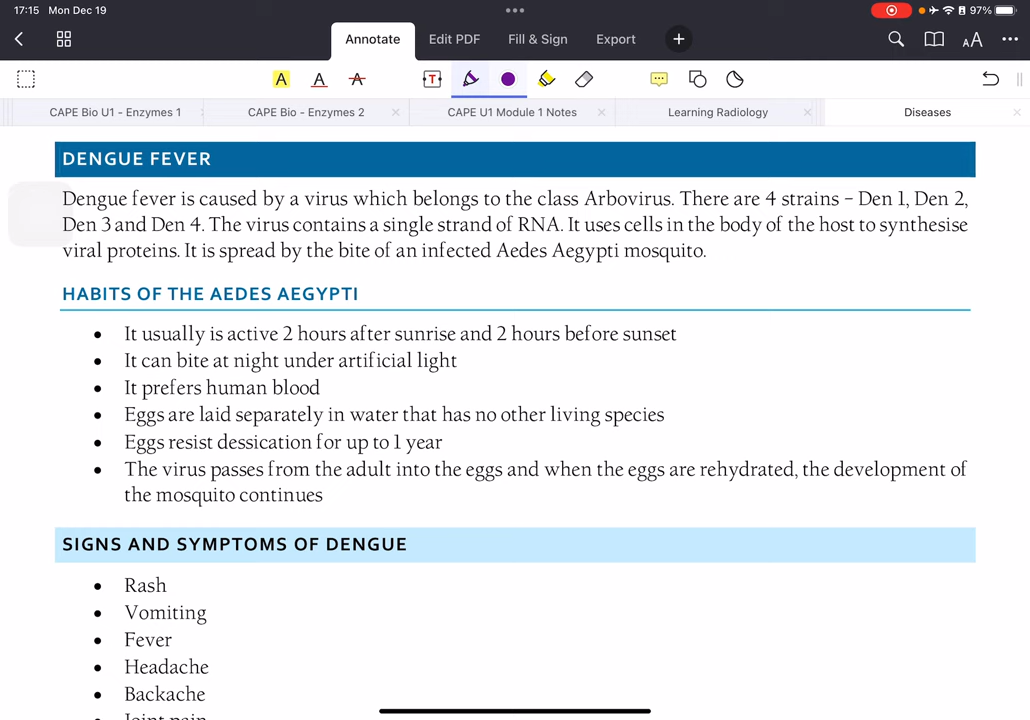 17:15 Mon Dec 19
97%
Annotate Edit PDF Fill & Sign Export
A A A T AA
CAPE Bio U1 - Enzymes 1 CAPE Bio - Enzymes 2 CAPE U1 Module 1 Notes Learning Radiology Diseases
DENGUE FEVER
Dengue fever is caused by a virus which belongs to the class Arbovirus. There are 4 strains – Den 1, Den 2,
Den 3 and Den 4. The virus contains a single strand of RNA. It uses cells in the body of the host to synthesise
viral proteins. It is spread by the bite of an infected Aedes Aegypti mosquito.
HABITS OF THE AEDES AEGYPTI
• It usually is active 2 hours after sunrise and 2 hours before sunset
• It can bite at night under artificial light
• It prefers human blood
• Eggs are laid separately in water that has no other living species
• Eggs resist dessication for up to 1 year
• The virus passes from the adult into the eggs and when the eggs are rehydrated, the development of
the mosquito continues
SIGNS AND SYMPTOMS OF DENGUE
• Rash
• Vomiting
• Fever
• Headache
• Backache
• Joint pain